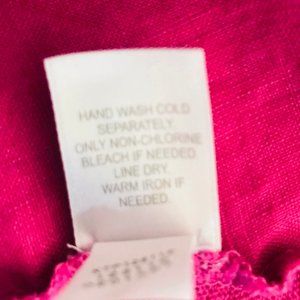 HAND WASH COLD
SEPARATELY.
ONLY NON-CHLORINE
BLEACH IF NEEDED.
LINE DRY.
WARM IRON IF
NEEDED.